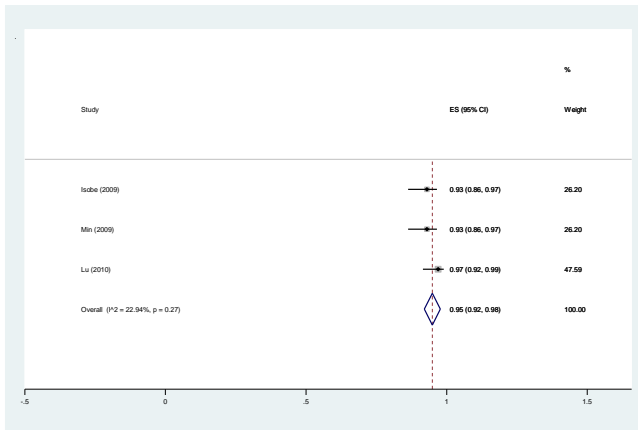 %
Study ES (95% CI) Weight
Isobe (2009) 0.93 (0.86, 0.97) 26.20
Min (2009) 0.93 (0.86, 0.97) 26.20
Lu (2010) 0.97 (0.92, 0.99) 47.59
Overall (I^2 = 22.94%, p = 0.27) 0.95 (0.92, 0.98) 100.00
-.5 0 .5 1 1.5